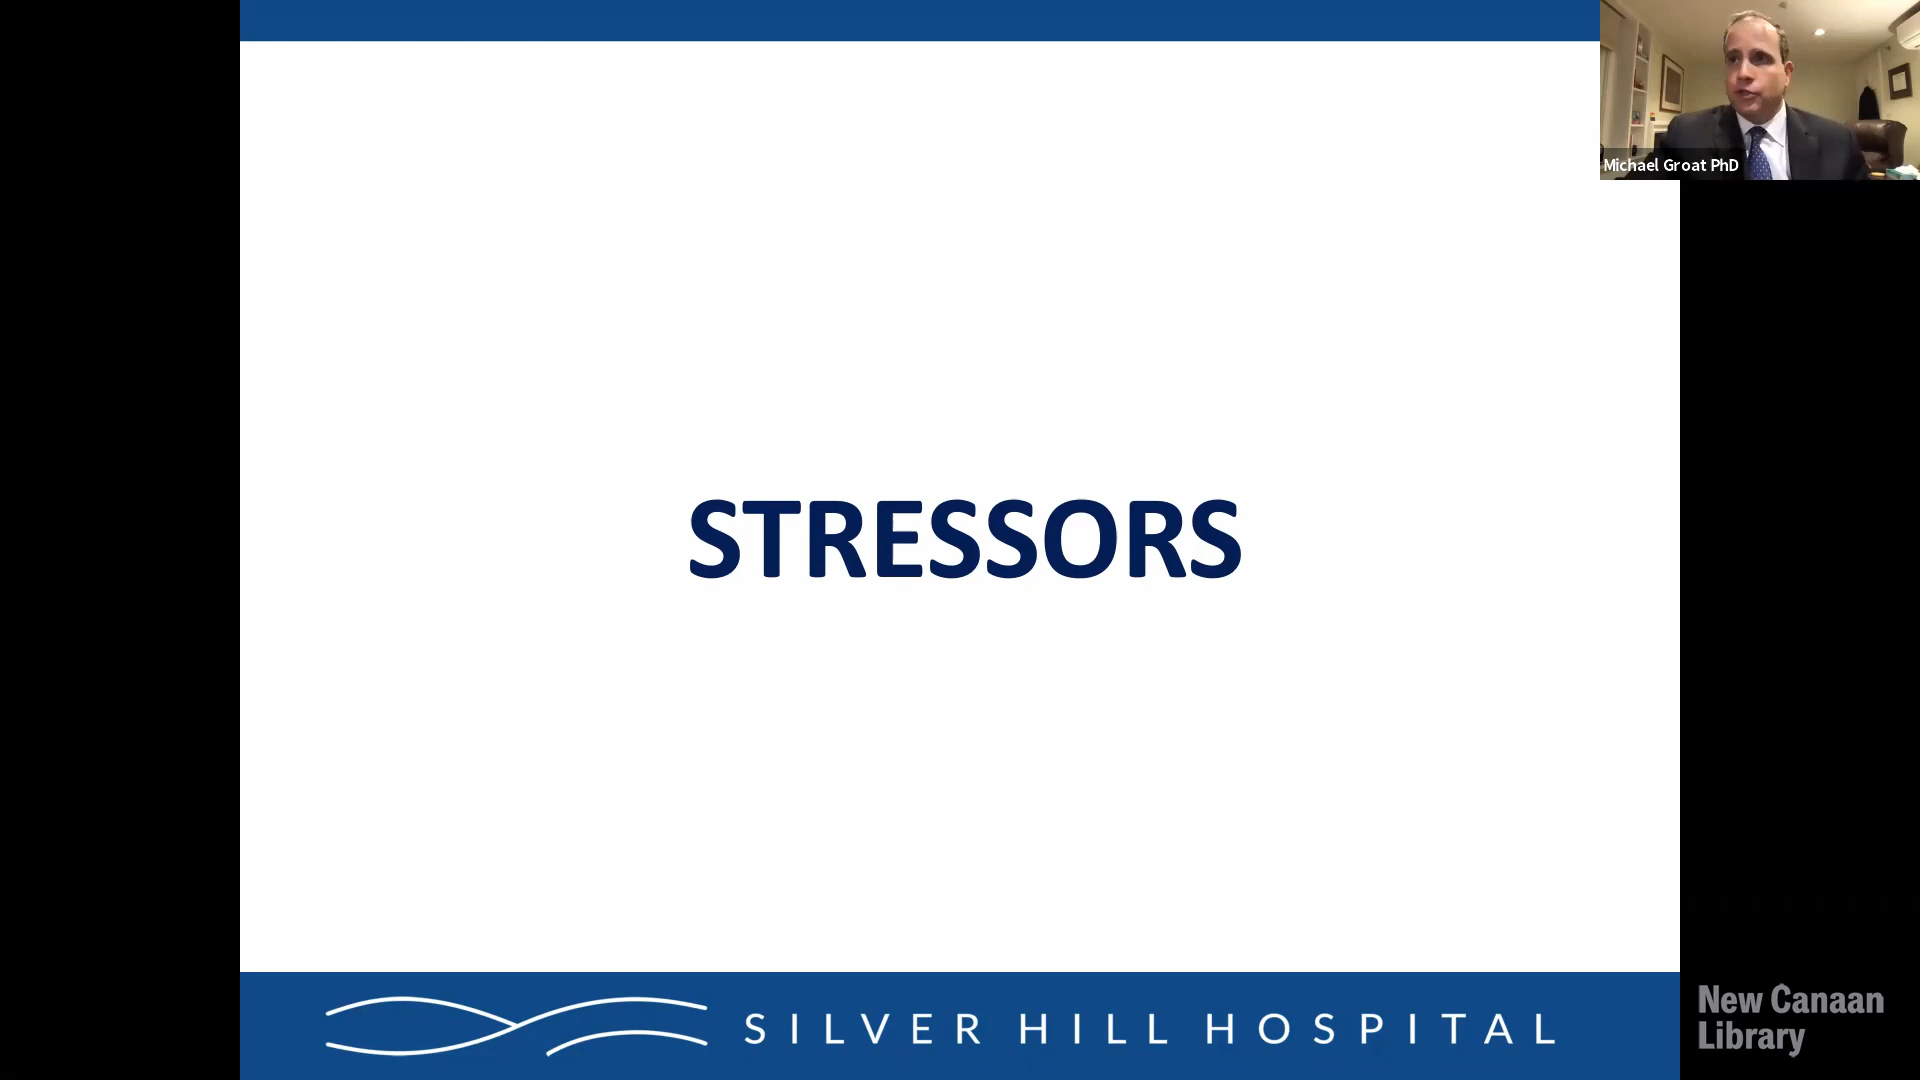 Michael Groat PhD
STRESSORS
SILVER HILL HOSPITAL
New Canaan
Library